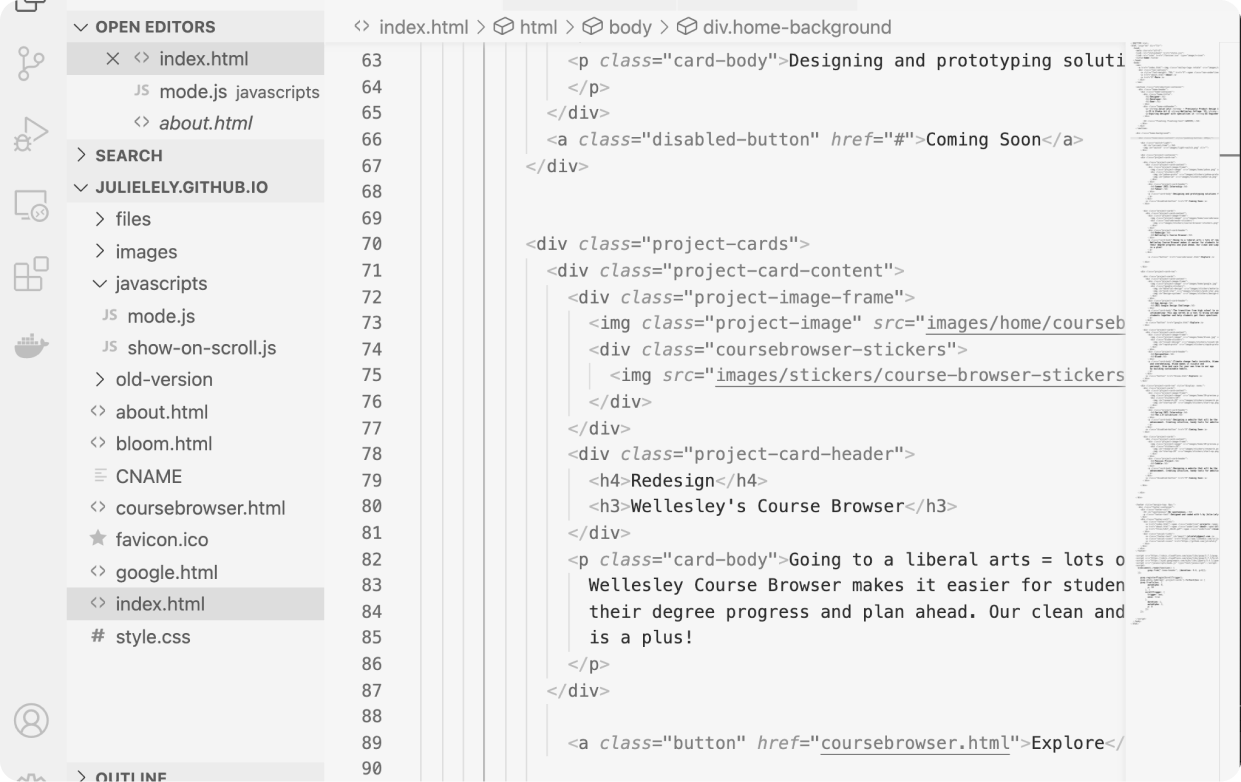 OPEN EDITORS
index.html
JS mode.js javascripts
about.html
SEARCH
JULIELELY.GITHUB.IO
files
images
javascripts
JS mode.js
JS show-on-scroll.js
old-version
about.html
bloom.html
CNAME
coursebrowser.html
favicon.ico
google.html
index.html
# style.css
OUTLINE
index.html > html > body > div.home-background
63 <p class="card-body">Designing and prototyping soluti
64 </p>
65 </div>
66 <a class="disable-button" href="#">Coming Soon</a>
67 </div>
68
69
70 <div class="project-cards">
71 <div class="project-card-content">
72 <div class="project-image-frame">
73 <img class="project-image" src="images/home/courseb
74 <div class="coursebrowser-stickers">
75 <img src="images/stickers/course-browser-stickers
76 </div>
77 </div>
78 <div class="project-card-header">
79 <h4>Redesign</h4>
80 <h3>Wellesley's Course Browser</h3>
81 </div>
82 <p class="card-body">Going to a liberal arts = lots
83 Wellesley Course Browser makes it easier for studen
84 their degree progress and plan ahead. Our clean and
85 is a plus!
86 </p>
87 </div>
88
89 <a class="button" href="coursebrowser.html">Explore</
90